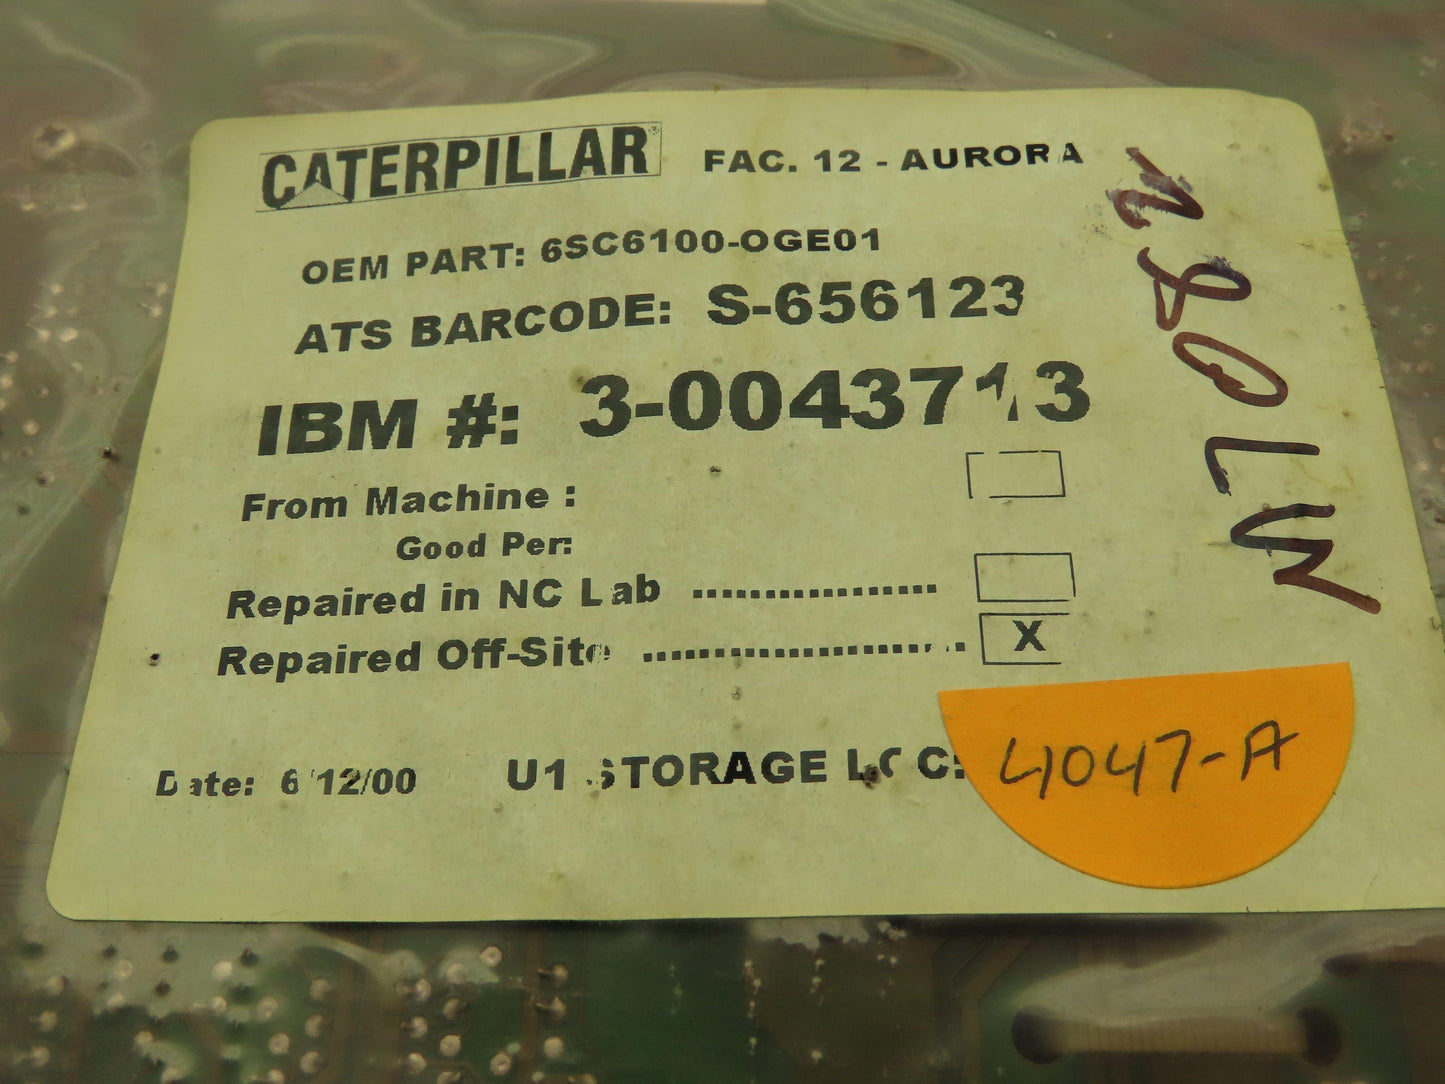 CATERPILLAR® FAC. 12 - AURORA
OEM PART: 6SC6100-OGE01
ATS BARCODE: S-656123
IBM #: 3-0043713
From Machine :
Good Per:
Repaired in NC Lab ..................
Repaired Off-Site ....................... X
Date: 6/12/00 U1 STORAGE LOC:
4047-A